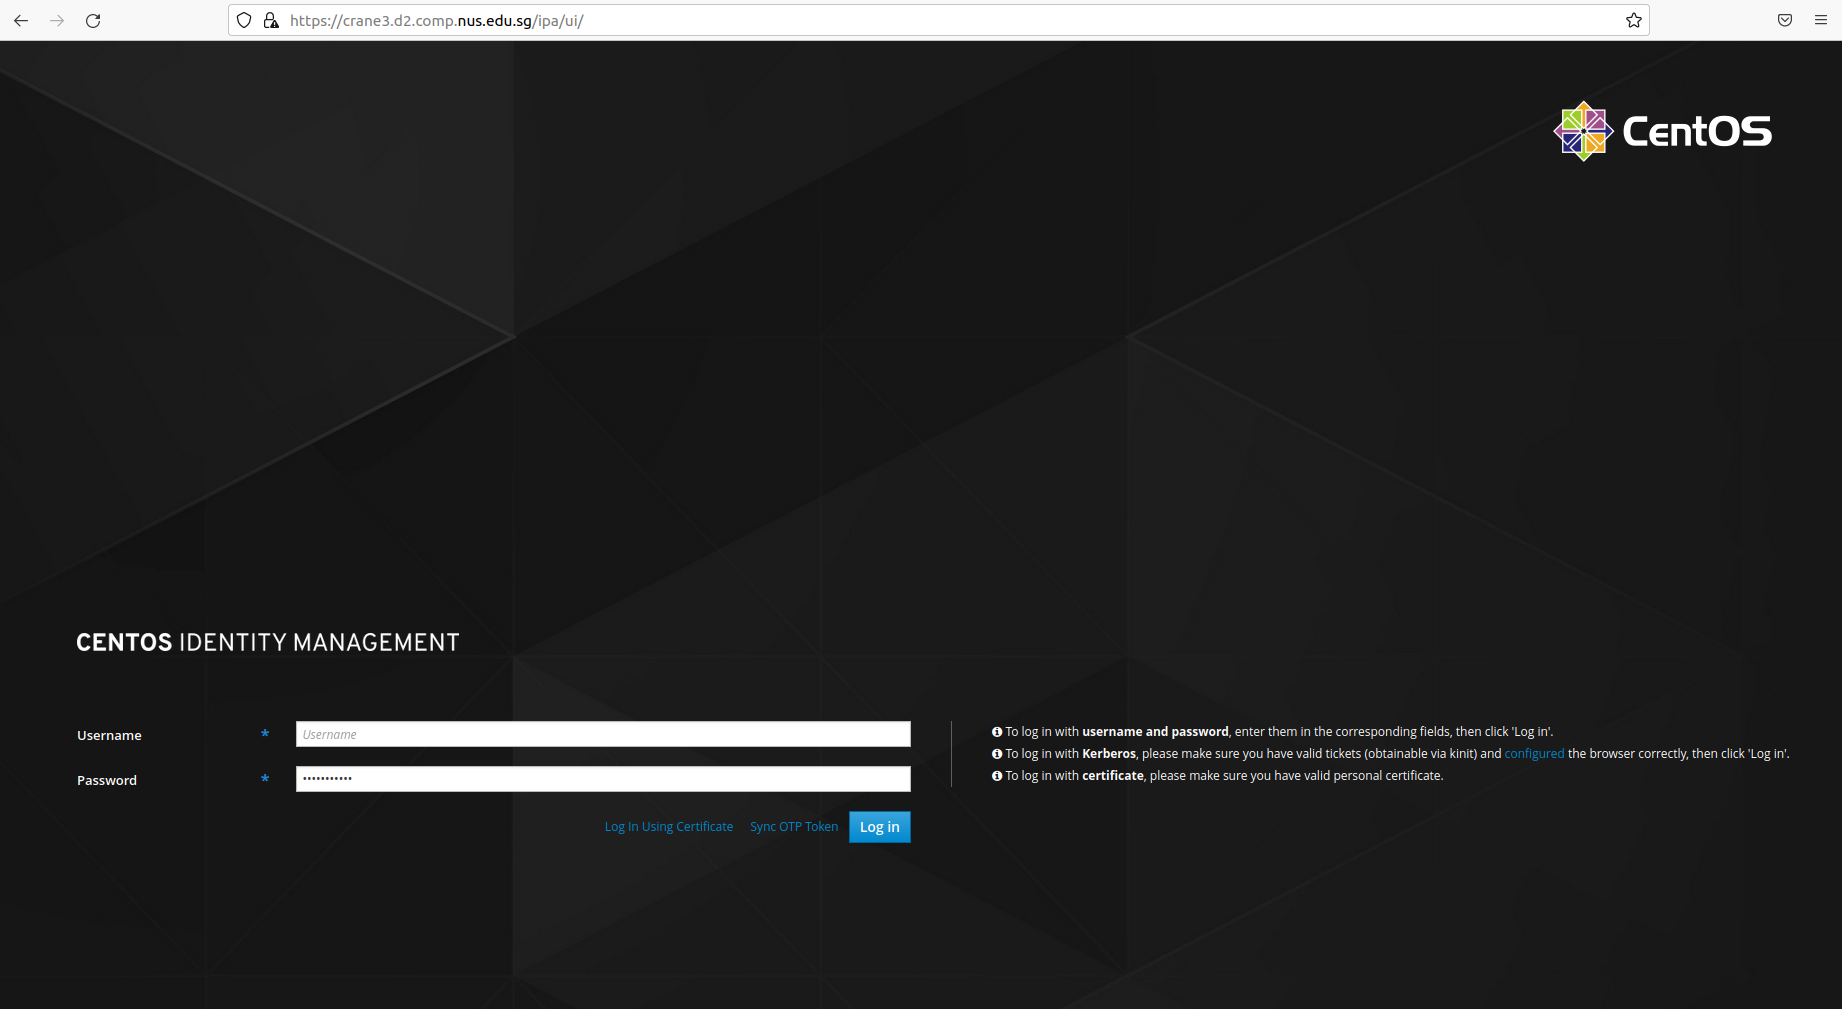 https://crane3.d2.comp.nus.edu.sg/ipa/ui/
CentOS
CENTOS IDENTITY MANAGEMENT
Username * Username
Password * •••••••••••
Log In Using Certificate Sync OTP Token Log in
To log in with username and password, enter them in the corresponding fields, then click 'Log in'.
To log in with Kerberos, please make sure you have valid tickets (obtainable via kinit) and configured the browser correctly, then click 'Log in'.
To log in with certificate, please make sure you have valid personal certificate.